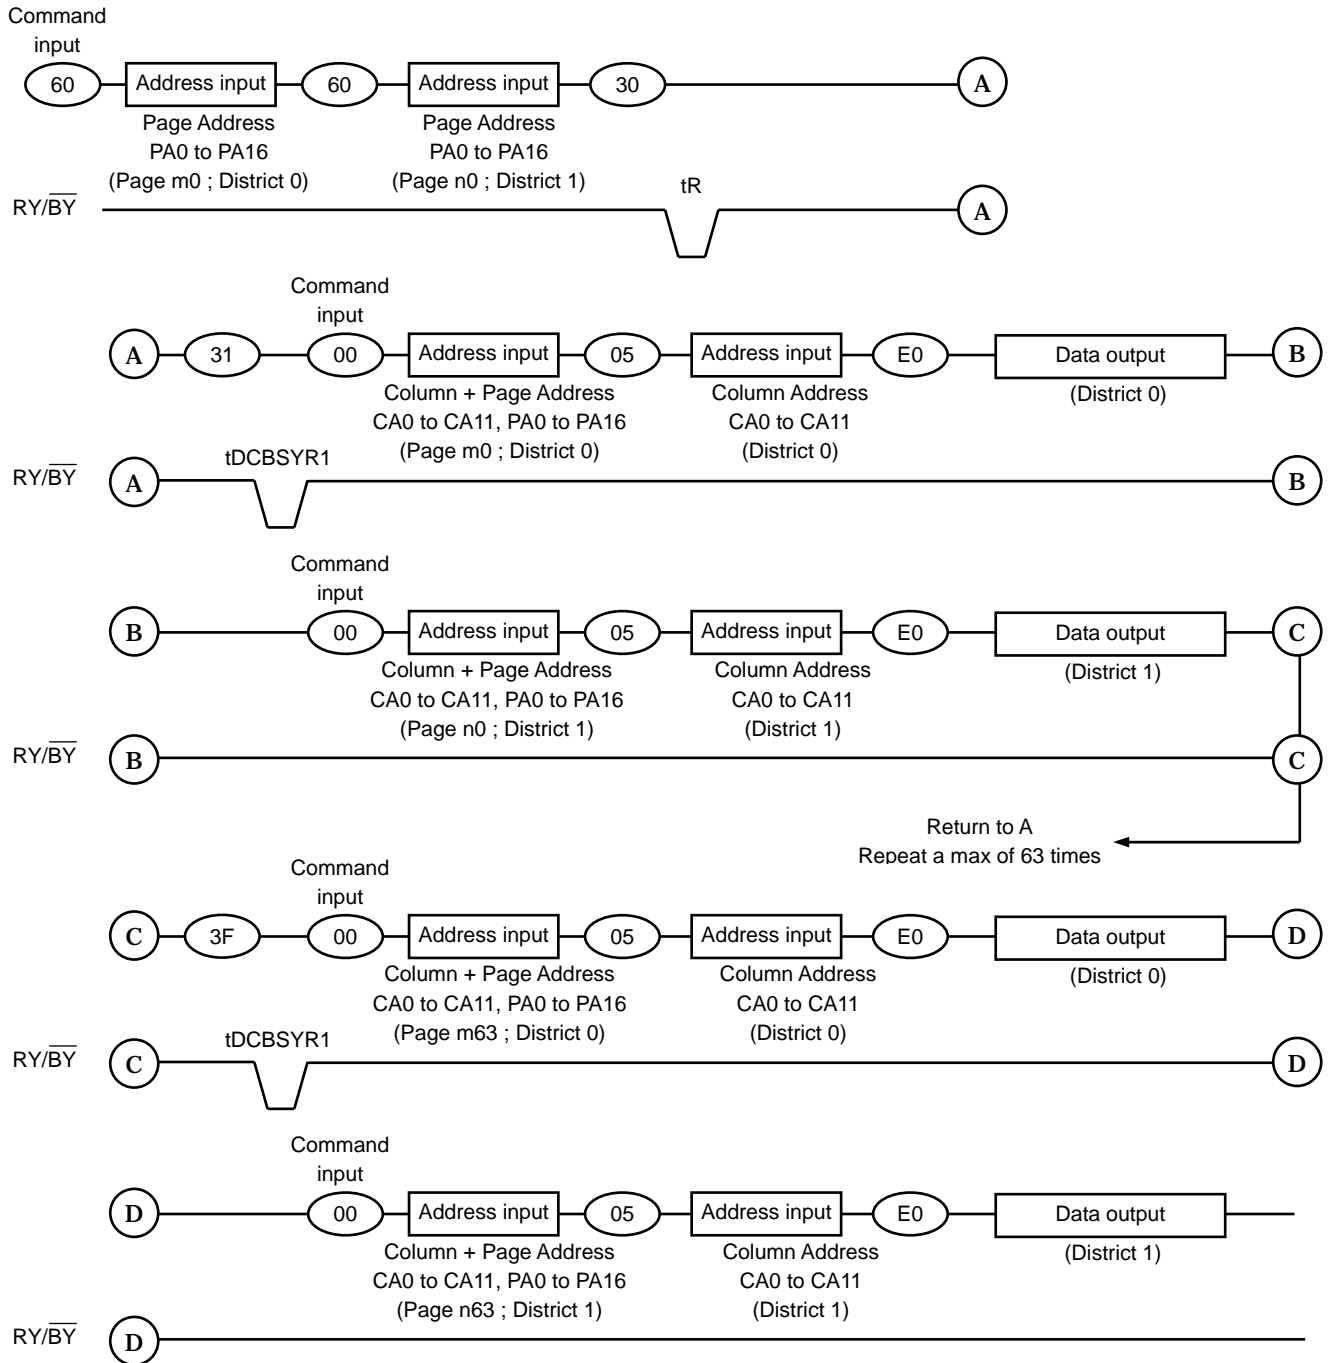 Command
input
60 Address input 60 Address input 30 A
Page Address Page Address
PA0 to PA16 PA0 to PA16
(Page m0 ; District 0) (Page n0 ; District 1)
tR
RY/BY A
Command
input
A 31 00 Address input 05 Address input E0 Data output B
Column + Page Address Column Address (District 0)
CA0 to CA11, PA0 to PA16 CA0 to CA11
(Page m0 ; District 0) (District 0)
tDCBSYR1
RY/BY A B
Command
input
B 00 Address input 05 Address input E0 Data output C
Column + Page Address Column Address (District 1)
CA0 to CA11, PA0 to PA16 CA0 to CA11
(Page n0 ; District 1) (District 1)
RY/BY B C
Return to A
Repeat a max of 63 times
Command
input
C 3F 00 Address input 05 Address input E0 Data output D
Column + Page Address Column Address (District 0)
CA0 to CA11, PA0 to PA16 CA0 to CA11
(Page m63 ; District 0) (District 0)
tDCBSYR1
RY/BY C D
Command
input
D 00 Address input 05 Address input E0 Data output
Column + Page Address Column Address (District 1)
CA0 to CA11, PA0 to PA16 CA0 to CA11
(Page n63 ; District 1) (District 1)
RY/BY D